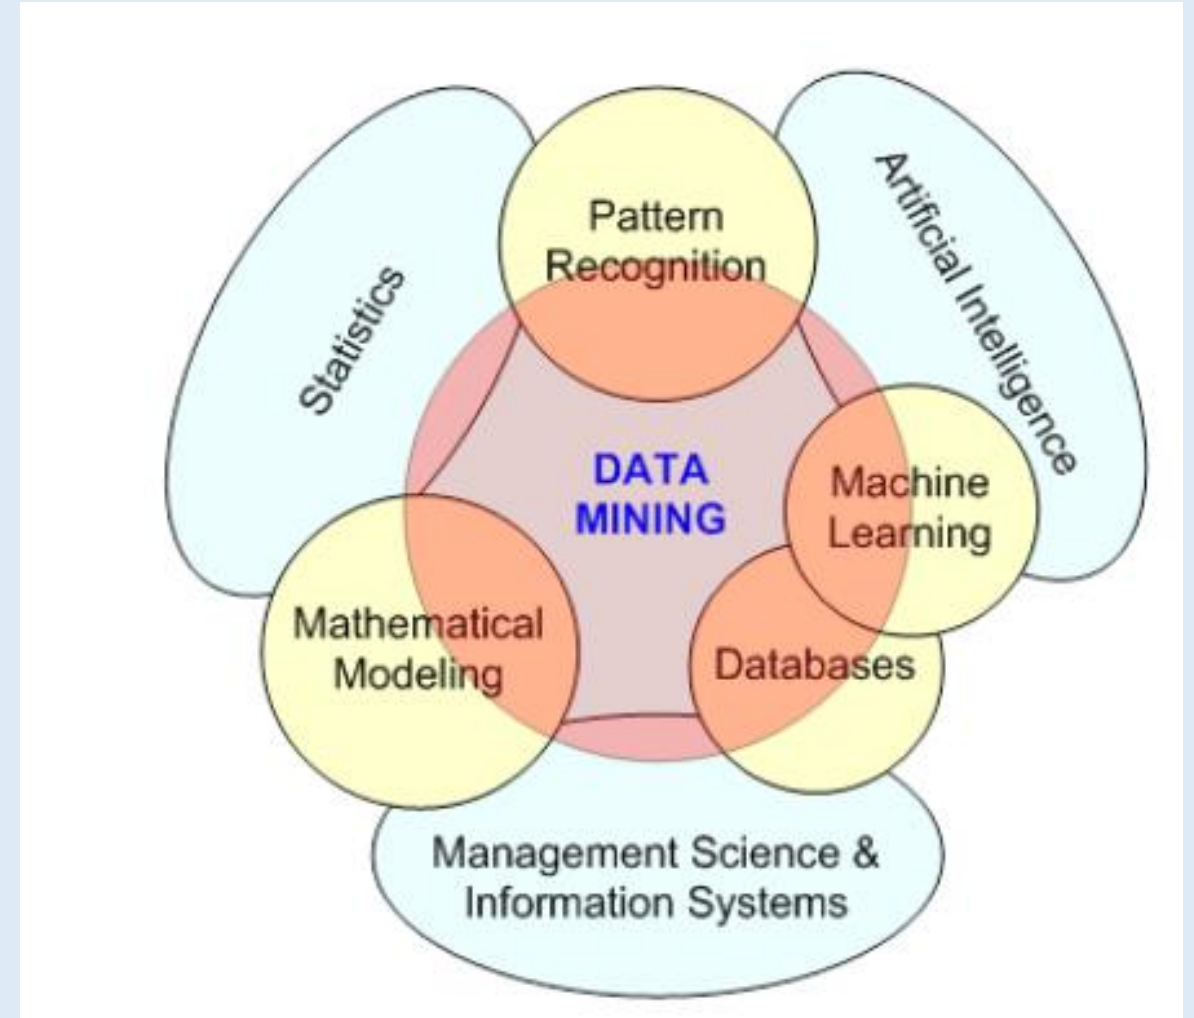 Pattern
Recognition
Statistics
Artificial Intelligence
DATA
MINING
Machine
Learning
Mathematical
Modeling
Databases
Management Science &
Information Systems